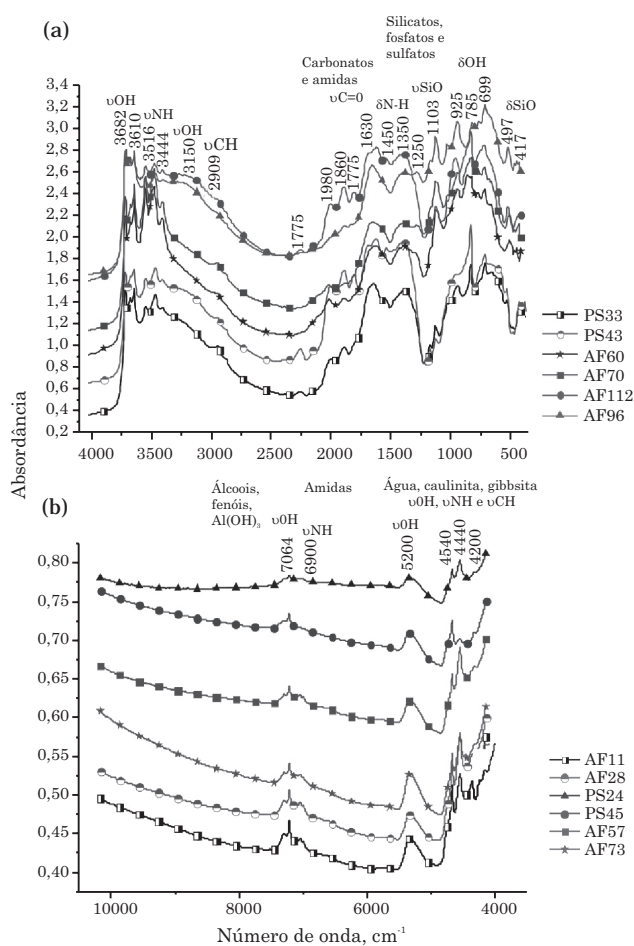 (a)
Silicatos,
fosfatos e
sulfatos
Carbonatos
e amidas
υC=0
υOH
υNH
υOH
υCH
δN-H
υSiO
δOH
δSiO
3682
3610
3516
3444
3150
2909
1775
1980
1860
1775
1630
1450
1350
1250
1103
925
785
699
497
417
3,4
3,2
3,0
2,8
2,6
2,4
2,2
2,0
1,8
1,6
1,4
1,2
1,0
0,8
0,6
0,4
0,2
4000 3500 3000 2500 2000 1500 1000 500
PS33
PS43
AF60
AF70
AF112
AF96
Absordância
(b)
Álcoois,
fenóis,
Al(OH)₃
Amidas
Água, caulinita, gibbsita
υ0H, υNH e υCH
υ0H
υNH
υ0H
7064
6900
5200
4540
4440
4200
0,80
0,75
0,70
0,65
0,60
0,55
0,50
0,45
0,40
10000 8000 6000 4000
AF11
AF28
PS24
PS45
AF57
AF73
Número de onda, cm⁻¹